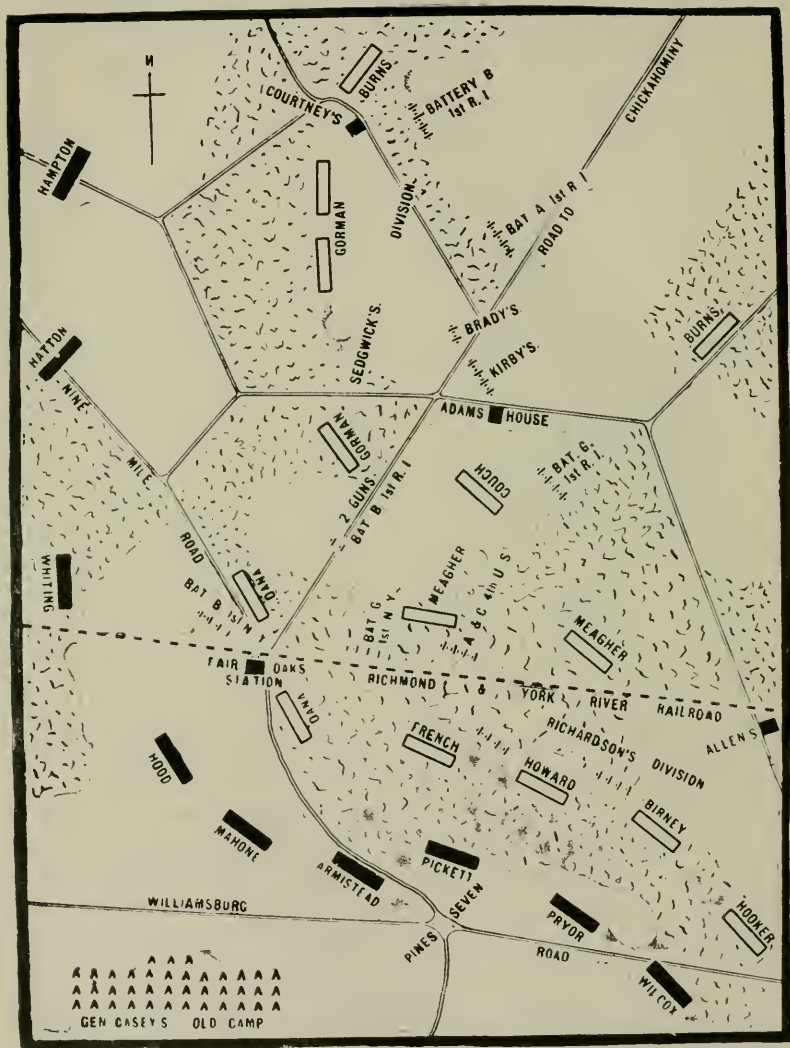 N
BURNS
BATTERY B
1st R. I
COURTNEY'S
CHICKAHOMINY
HAMPTON
GORMAN
DIVISION
BAT A 1st R I
ROAD TO
SEDGWICK'S.
BRADY'S.
KIRBY'S.
BURNS,
HATTON
NINE
MILE
ROAD
ADAMS HOUSE
GORMAN
2 GUNS.
BAT B 1st R. I
COUCH
BAT. G.
1st R. I.
WHITING
DANA
BAT B 1st N Y
BAT G
1st N Y.
MEAGHER
A & C 4th U S
MEAGHER
FAIR OAKS
STATION
RICHMOND & YORK RIVER RAILROAD
DANA
ALLENS
FRENCH
RICHARDSON'S DIVISION
HOWARD
BIRNEY
HOOD
MAHONE
ARMISTEAD
PICKETT
SEVEN
PINES
PRYOR
HOOKER
WILLIAMSBURG
ROAD
WILCOX
GEN CASEY'S OLD CAMP